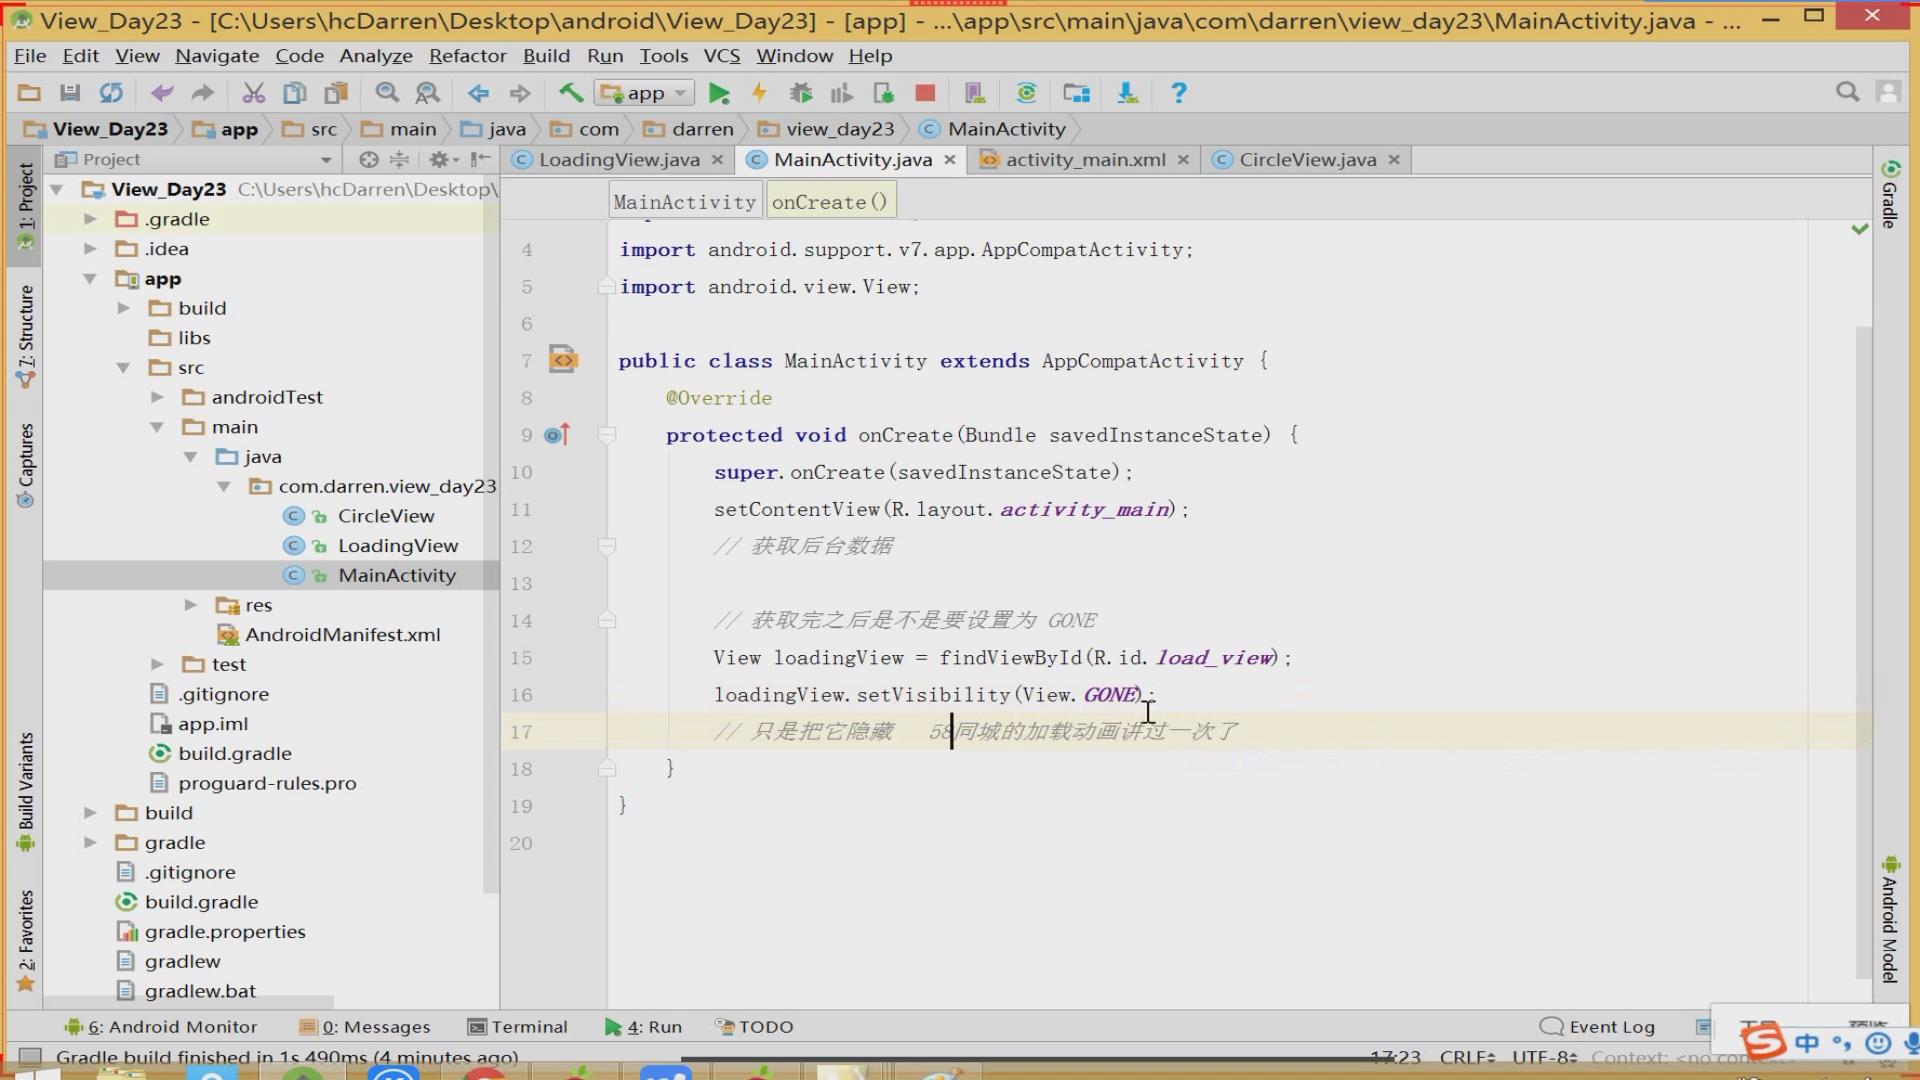 View_Day23 - [C:\Users\hcDarren\Desktop\android\View_Day23] - [app] - ...\app\src\main\java\com\darren\view_day23\MainActivity.java - ...
File Edit View Navigate Code Analyze Refactor Build Run Tools VCS Window Help
app
View_Day23 app src main java com darren view_day23 MainActivity
Project
LoadingView.java MainActivity.java activity_main.xml CircleView.java
MainActivity onCreate()
1: Project
7: Structure
Captures
Build Variants
2: Favorites
View_Day23 C:\Users\hcDarren\Desktop\
.gradle
.idea
app
build
libs
src
androidTest
main
java
com.darren.view_day23
CircleView
LoadingView
MainActivity
res
AndroidManifest.xml
test
.gitignore
app.iml
build.gradle
proguard-rules.pro
build
gradle
.gitignore
build.gradle
gradle.properties
gradlew
gradlew.bat
4 import android.support.v7.app.AppCompatActivity;
5 import android.view.View;
6
7 public class MainActivity extends AppCompatActivity {
8 @Override
9 protected void onCreate(Bundle savedInstanceState) {
10 super.onCreate(savedInstanceState);
11 setContentView(R.layout.activity_main);
12 // 获取后台数据
13
14 // 获取完之后是不是要设置为 GONE
15 View loadingView = findViewById(R.id.load_view);
16 loadingView.setVisibility(View.GONE);
17 // 只是把它隐藏 58同城的加载动画讲过一次了
18 }
19 }
20
Gradle
Android Model
6: Android Monitor 0: Messages Terminal 4: Run TODO Event Log
Gradle build finished in 1s 490ms (4 minutes ago) 17:23 CRLF UTF-8 Context: <no context>
中